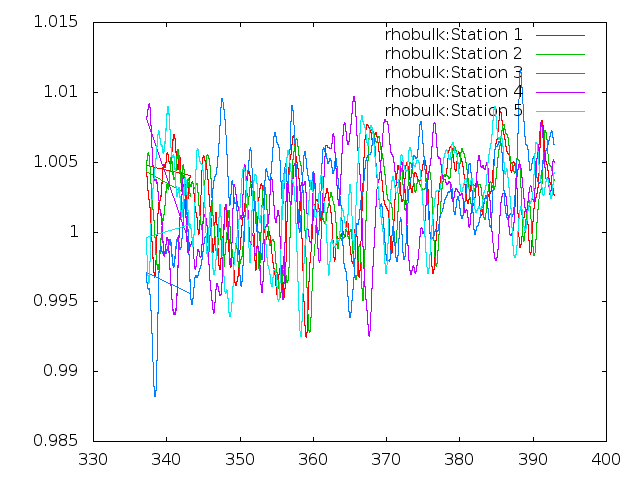 1.015
1.01
1.005
1
0.995
0.99
0.985
330 340 350 360 370 380 390 400
rhobulk:Station 1
rhobulk:Station 2
rhobulk:Station 3
rhobulk:Station 4
rhobulk:Station 5